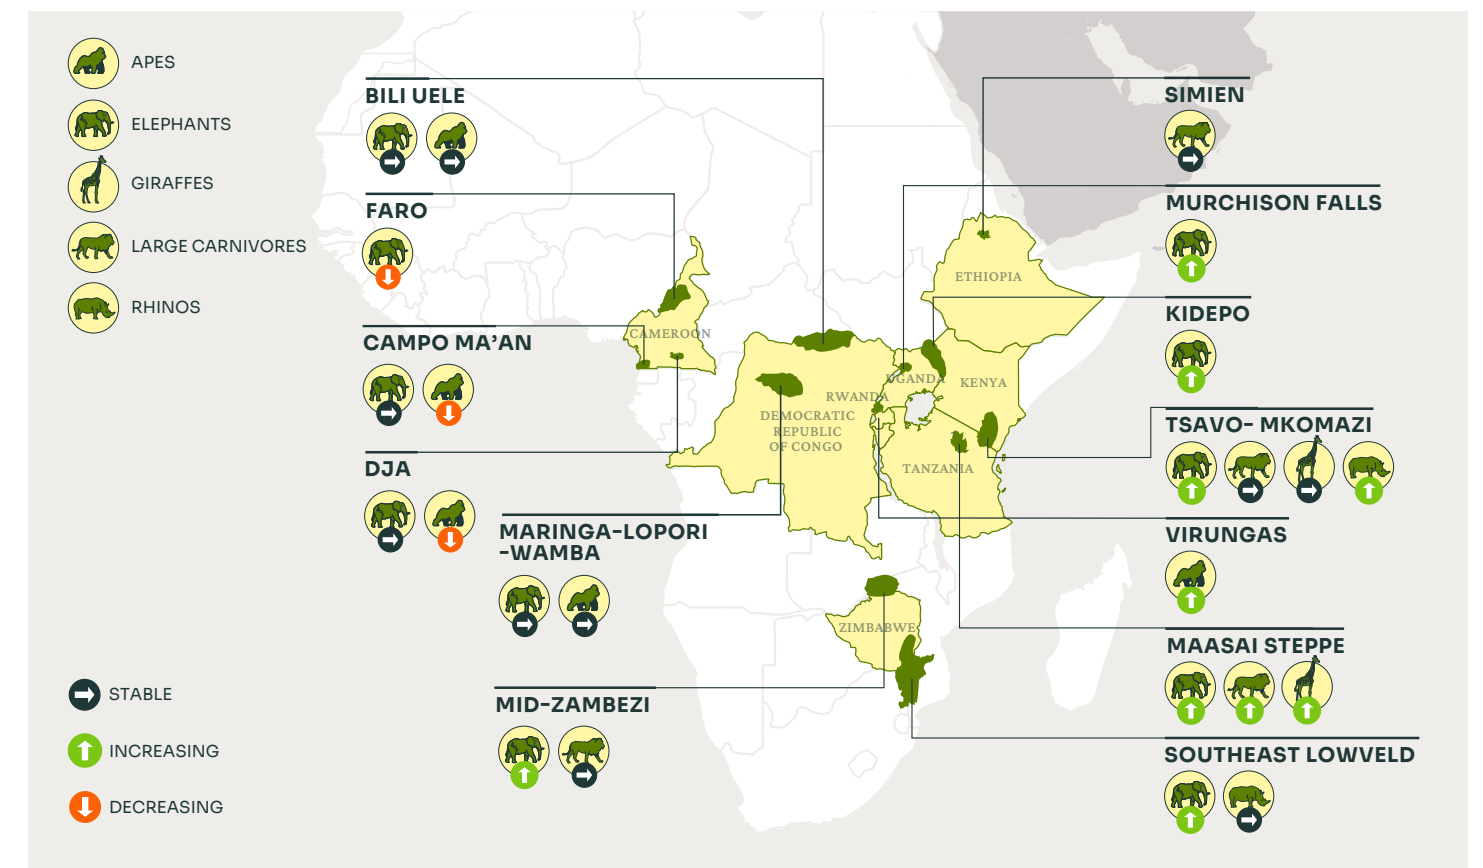 APES
ELEPHANTS
GIRAFFES
LARGE CARNIVORES
RHINOS
STABLE
INCREASING
DECREASING
BILI UELE
FARO
CAMPO MA’AN
DJA
MARINGA-LOPORI
-WAMBA
MID-ZAMBEZI
CAMEROON
DEMOCRATIC
REPUBLIC
OF CONGO
RWANDA
UGANDA
KENYA
ETHIOPIA
TANZANIA
ZIMBABWE
SIMIEN
MURCHISON FALLS
KIDEPO
TSAVO- MKOMAZI
VIRUNGAS
MAASAI STEPPE
SOUTHEAST LOWVELD